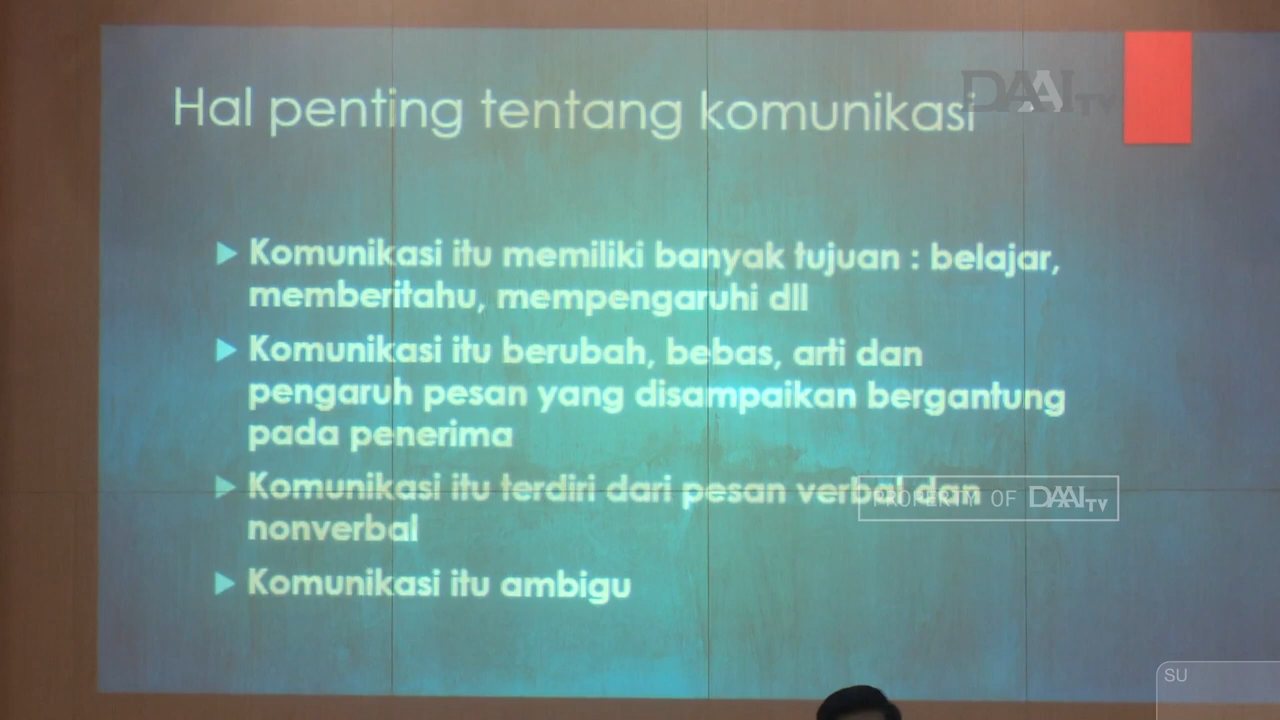 Hal penting tentang komunikasi
DAAI TV
Komunikasi itu memiliki banyak tujuan : belajar,
memberitahu, mempengaruhi dll
Komunikasi itu berubah, bebas, arti dan
pengaruh pesan yang disampaikan bergantung
pada penerima
Komunikasi itu terdiri dari pesan verbal dan
nonverbal
PROPERTY OF DAAI TV
Komunikasi itu ambigu
SU